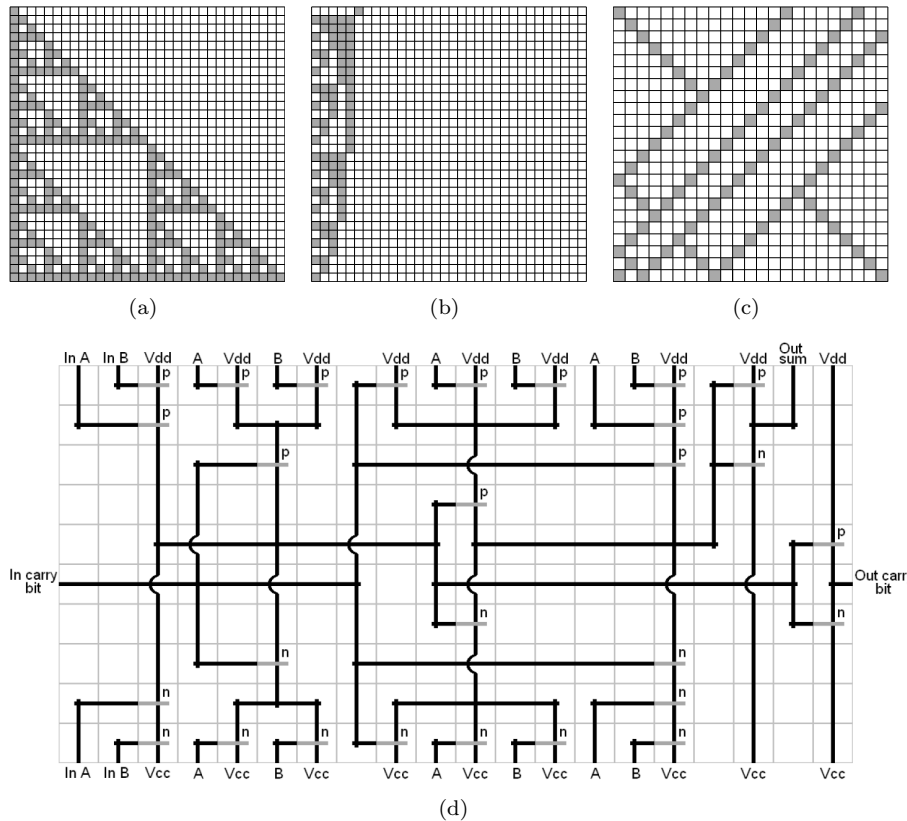 (a)
(b)
(c)
In A In B Vdd A Vdd B Vdd Vdd A Vdd B Vdd A B Vdd Vdd Out sum Vdd
p p p p p p p p
p p
p p n
p
p
In carry bit
Out carr bit
n n
n n
n n
n n n n n n n
In A In B Vcc A Vcc B Vcc Vcc A Vcc B Vcc A B Vcc Vcc Vcc
(d)